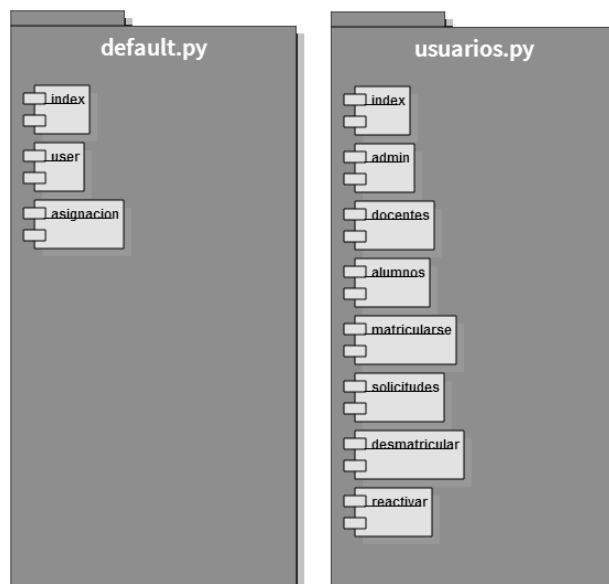 default.py
index
user
asignacion
usuarios.py
index
admin
docentes
alumnos
matricularse
solicitudes
desmatricular
reactivar